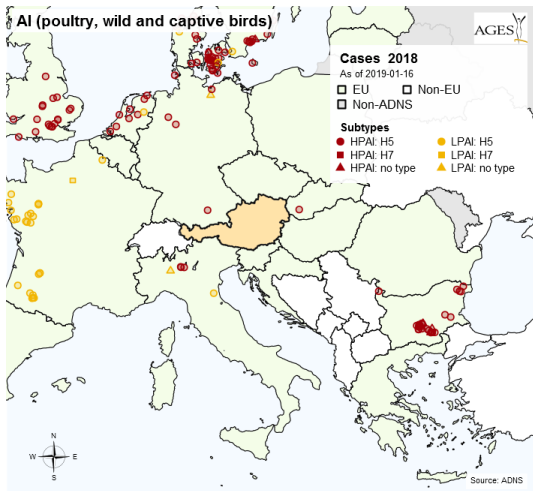 AI (poultry, wild and captive birds)
AGES
Cases 2018
As of 2019-01-16
EU Non-EU
Non-ADNS
Subtypes
HPAI: H5 LPAI: H5
HPAI: H7 LPAI: H7
HPAI: no type LPAI: no type
N
W E
S
Source: ADNS